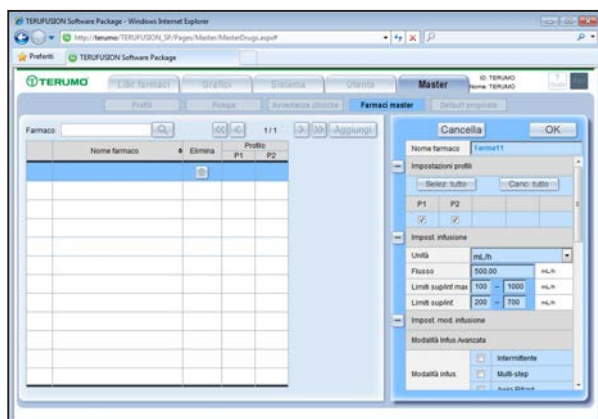 TERUFUSION Software Package - Windows Internet Explorer
http://terumo/TERUFUSION_SP/Pages/Master/MasterDrugs.aspx#
Preferiti TERUFUSION Software Package
TERUMO Libri farmaci Grafici Sistema Utente Master ID: TERUMO
Nome: TERUMO
Profili Pompa Avvertenze cliniche Farmaci master Default proprietà
Farmaco: << < 1/1 > >> Aggiungi
Nome farmaco Elimina Profilo
P1 P2
Cancella OK
Nome farmaco Farma11
Impostazioni profili
Selez. tutto Canc. tutto
P1 P2
Impost. infusione
Unità mL/h
Flusso 500,00 mL/h
Limiti sup/inf max 100 – 1000 mL/h
Limiti sup/inf. 200 – 700 mL/h
Impost. mod. infusione
Modalità Infus.Avanzata
Modalità infus. Intermittente
Multi-step